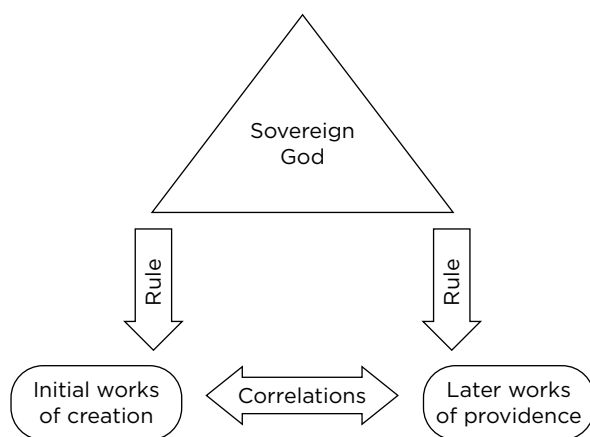 Sovereign
God
Rule
Rule
Initial works
of creation
Correlations
Later works
of providence